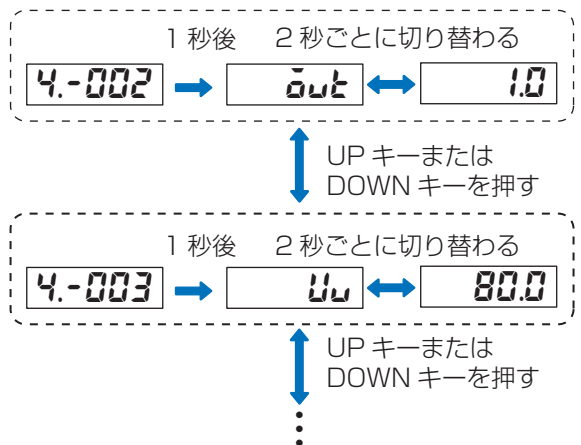 1 秒後 2 秒ごとに切り替わる
4.-002 out 1.0
UP キーまたは
DOWN キーを押す
1 秒後 2 秒ごとに切り替わる
4.-003 Uu 80.0
UP キーまたは
DOWN キーを押す